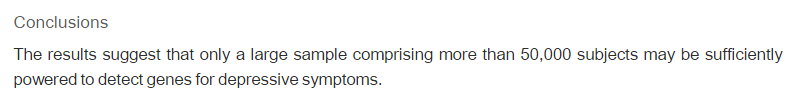 Conclusions
The results suggest that only a large sample comprising more than 50,000 subjects may be sufficiently
powered to detect genes for depressive symptoms.